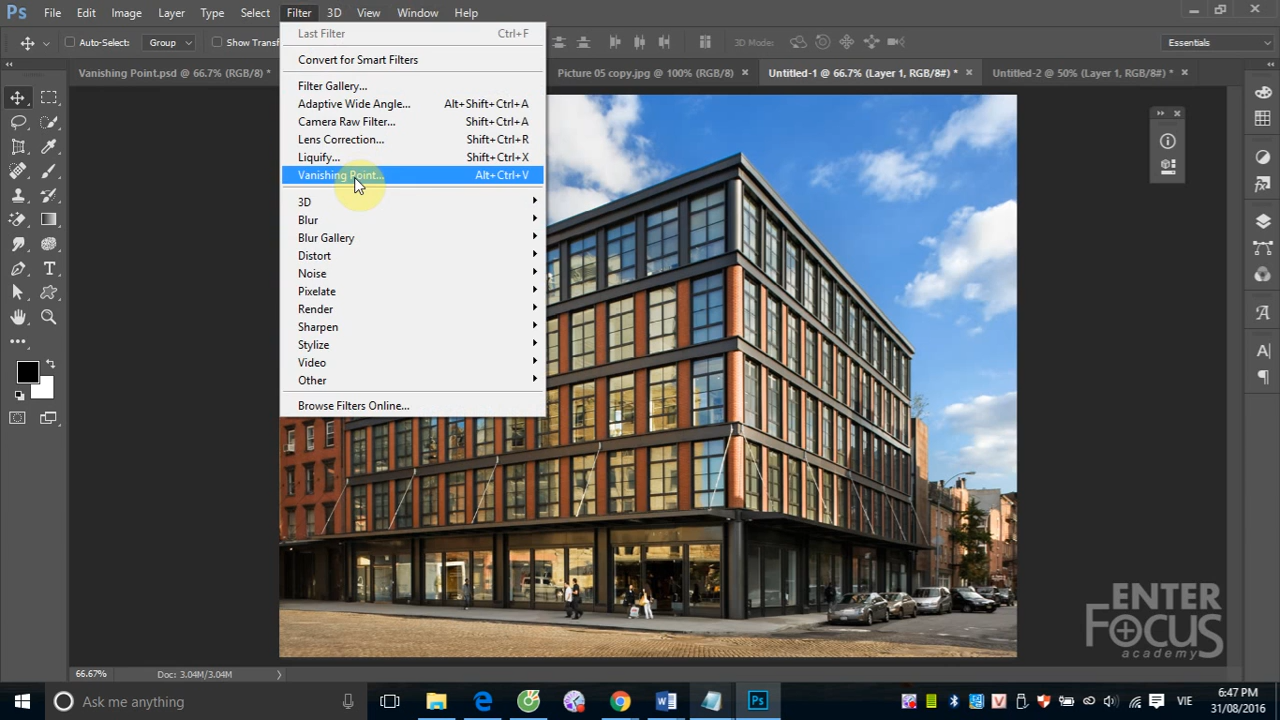 Ps File Edit Image Layer Type Select Filter 3D View Window Help
Auto-Select: Group Show Transf 3D Mode: Essentials
Vanishing Point.psd @ 66.7% (RGB/8) * Picture 05 copy.jpg @ 100% (RGB/8) Untitled-1 @ 66.7% (Layer 1, RGB/8#) * Untitled-2 @ 50% (Layer 1, RGB/8#) *
Last Filter Ctrl+F
Convert for Smart Filters
Filter Gallery...
Adaptive Wide Angle... Alt+Shift+Ctrl+A
Camera Raw Filter... Shift+Ctrl+A
Lens Correction... Shift+Ctrl+R
Liquify... Shift+Ctrl+X
Vanishing Point... Alt+Ctrl+V
3D
Blur
Blur Gallery
Distort
Noise
Pixelate
Render
Sharpen
Stylize
Video
Other
Browse Filters Online...
ENTER
FOCUS
academy
66.67% Doc: 3.04M/3.04M
Ask me anything
VIE
6:47 PM
31/08/2016